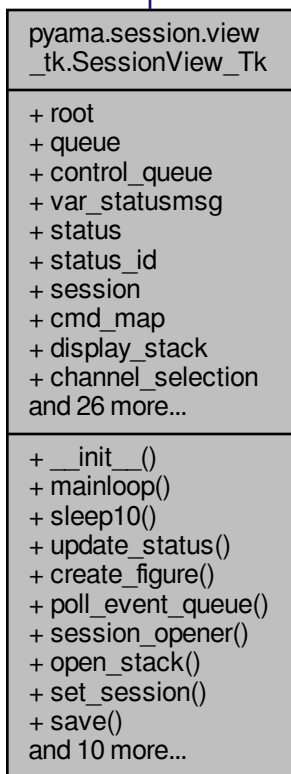 pyama.session.view
_tk.SessionView_Tk
+ root
+ queue
+ control_queue
+ var_statusmsg
+ status
+ status_id
+ session
+ cmd_map
+ display_stack
+ channel_selection
and 26 more...
+ __init__()
+ mainloop()
+ sleep10()
+ update_status()
+ create_figure()
+ poll_event_queue()
+ session_opener()
+ open_stack()
+ set_session()
+ save()
and 10 more...